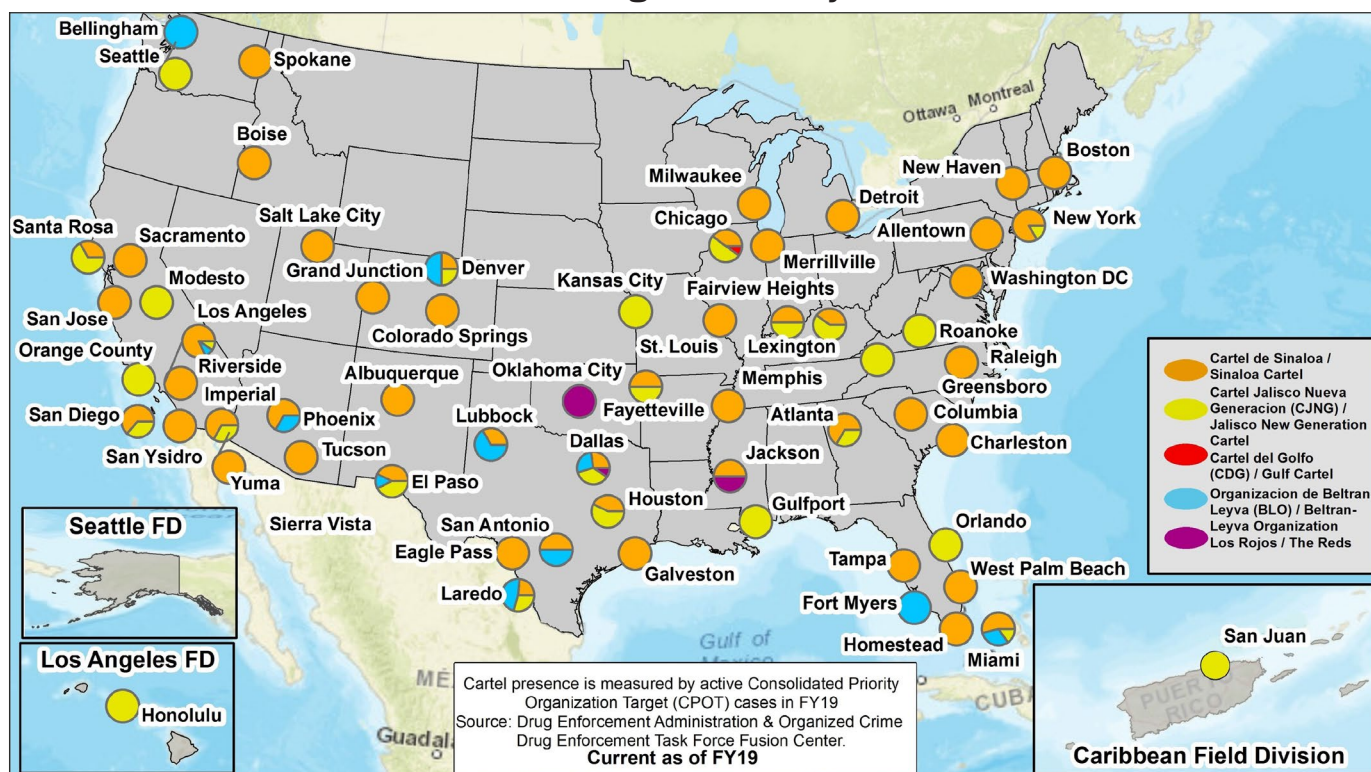 Bellingham
Seattle
Spokane
Boise
Ottawa
Montreal
Boston
New Haven
Milwaukee
Detroit
Chicago
New York
Allentown
Salt Lake City
Santa Rosa
Sacramento
Merrillville
Grand Junction
Denver
Modesto
Kansas City
Washington DC
Fairview Heights
Los Angeles
San Jose
Colorado Springs
St. Louis
Lexington
Roanoke
Orange County
Riverside
Raleigh
Albuquerque
Oklahoma City
Memphis
Greensboro
Imperial
San Diego
Phoenix
Lubbock
Fayetteville
Atlanta
Columbia
Tucson
Dallas
Jackson
Charleston
San Ysidro
Yuma
El Paso
Houston
Gulfport
Sierra Vista
San Antonio
Orlando
Eagle Pass
Tampa
West Palm Beach
Galveston
Laredo
Fort Myers
Homestead
Miami
Gulf of
MÉ
CUB
Guadal
Seattle FD
Los Angeles FD
Honolulu
Cartel de Sinaloa /
Sinaloa Cartel
Cartel Jalisco Nueva
Generacion (CJNG) /
Jalisco New Generation
Cartel
Cartel del Golfo
(CDG) / Gulf Cartel
Organizacion de Beltran
Leyva (BLO) / Beltran-
Leyva Organization
Los Rojos / The Reds
San Juan
PUERTO
RICO
Caribbean Field Division
Cartel presence is measured by active Consolidated Priority
Organization Target (CPOT) cases in FY19
Source: Drug Enforcement Administration & Organized Crime
Drug Enforcement Task Force Fusion Center.
Current as of FY19